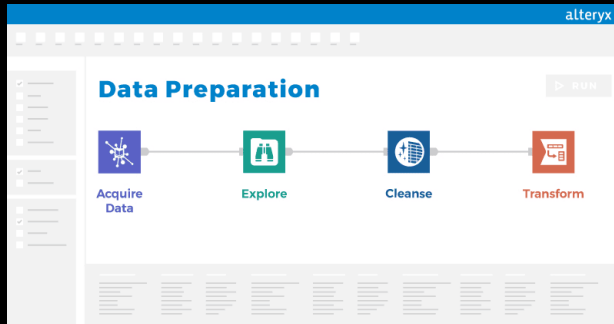 alteryx
Data Preparation
RUN
Acquire
Data
Explore
Cleanse
Transform